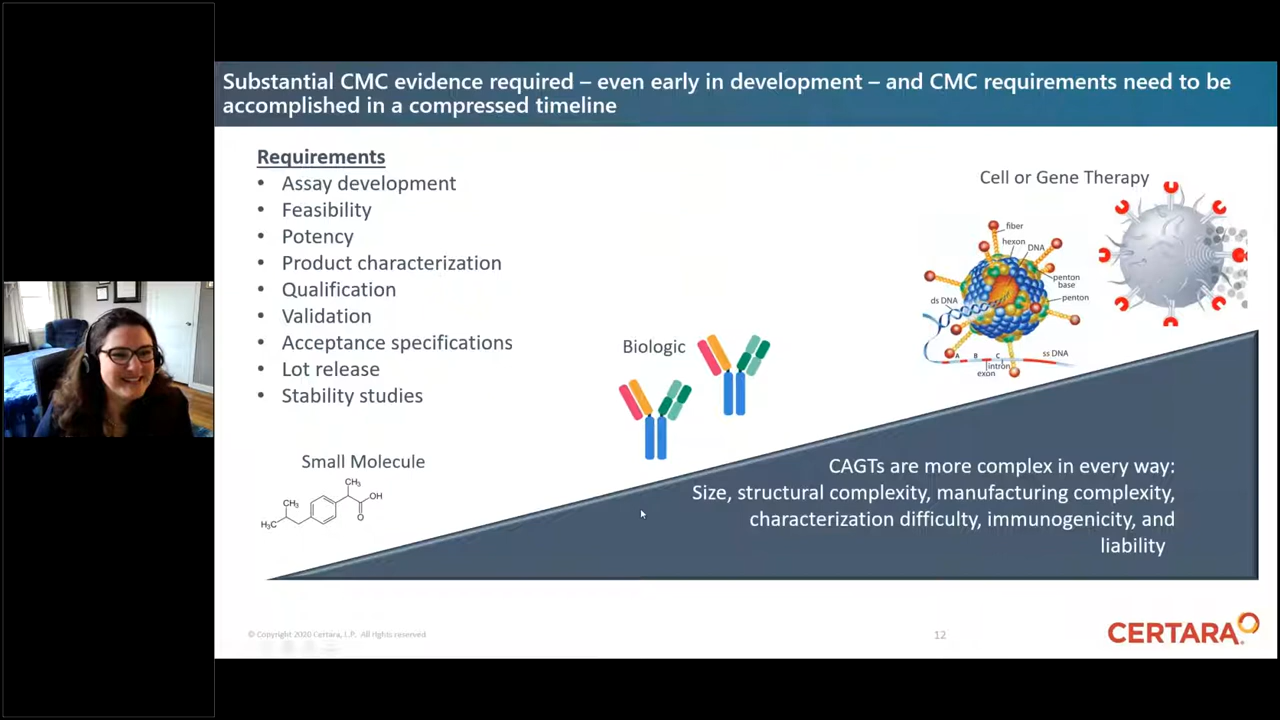 Substantial CMC evidence required – even early in development – and CMC requirements need to be
accomplished in a compressed timeline
Requirements
• Assay development
• Feasibility
• Potency
• Product characterization
• Qualification
• Validation
• Acceptance specifications
• Lot release
• Stability studies
Small Molecule
CH₃
OH
CH₃
O
H₃C
Biologic
Cell or Gene Therapy
fiber
hexon
DNA
penton
base
penton
ds DNA
ss DNA
A B C
intron
exon
CAGTs are more complex in every way:
Size, structural complexity, manufacturing complexity,
characterization difficulty, immunogenicity, and
liability
© Copyright 2020 Certara, L.P. All rights reserved
12
CERTARA